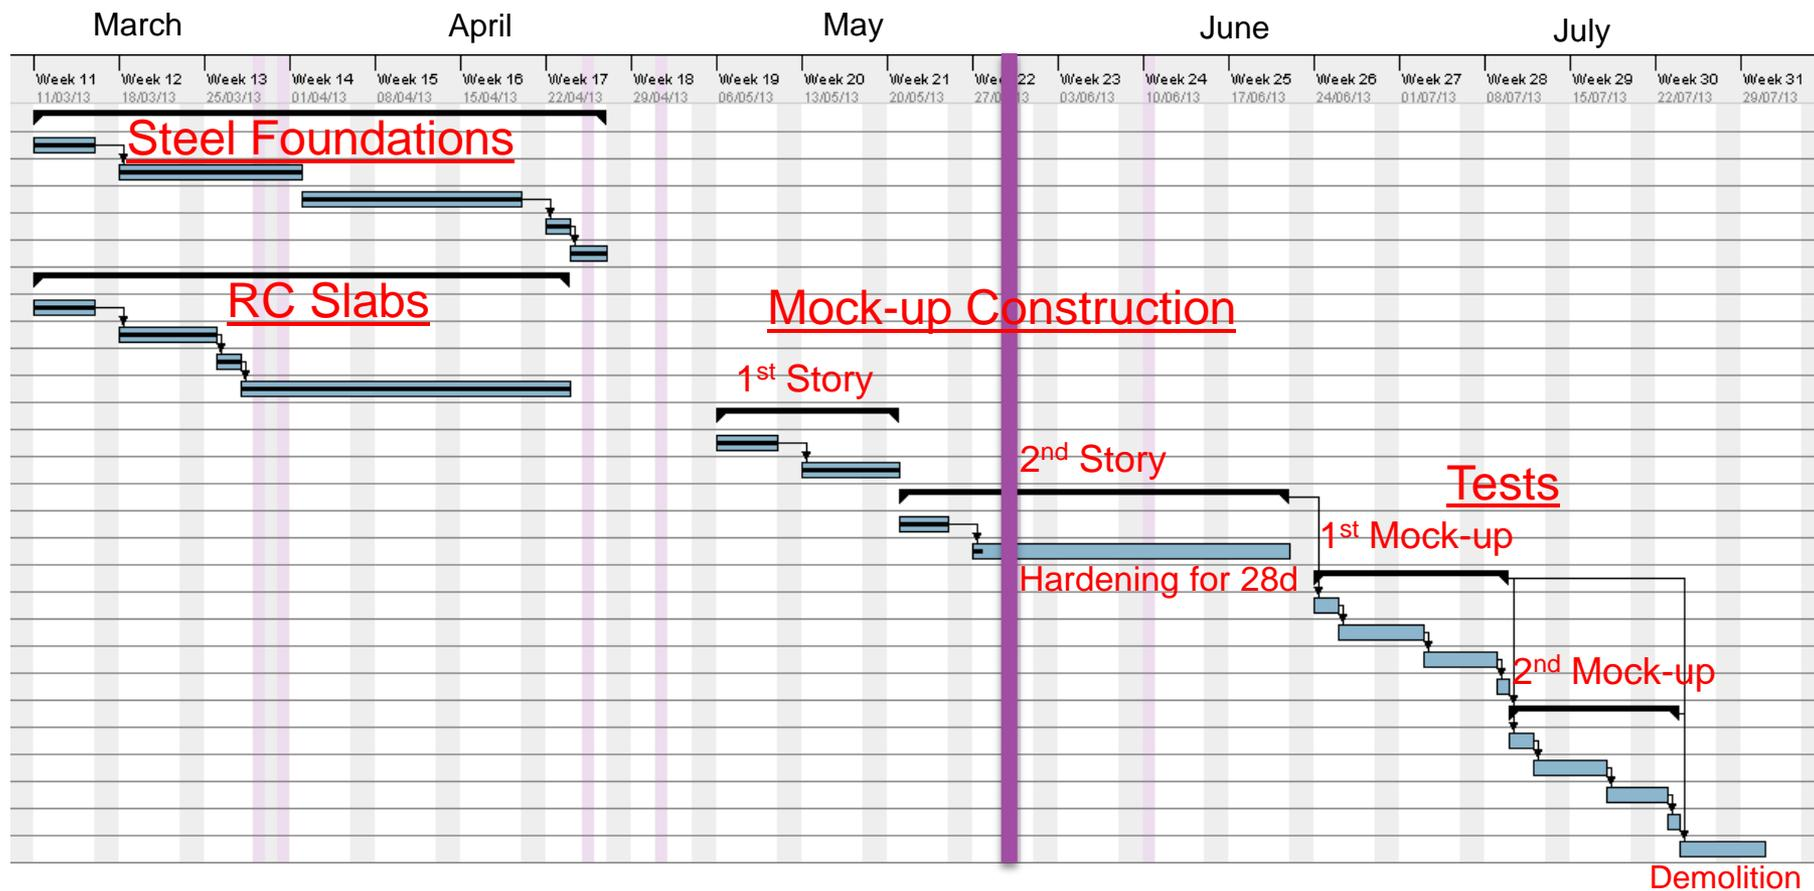 March April May June July
Week 11 Week 12 Week 13 Week 14 Week 15 Week 16 Week 17 Week 18 Week 19 Week 20 Week 21 Week 22 Week 23 Week 24 Week 25 Week 26 Week 27 Week 28 Week 29 Week 30 Week 31
11/03/13 18/03/13 25/03/13 01/04/13 08/04/13 15/04/13 22/04/13 29/04/13 06/05/13 13/05/13 20/05/13 27/0 13 03/06/13 10/06/13 17/06/13 24/06/13 01/07/13 08/07/13 15/07/13 22/07/13 29/07/13
Steel Foundations
RC Slabs
Mock-up Construction
1st Story
2nd Story
Tests
1st Mock-up
Hardening for 28d
2nd Mock-up
Demolition